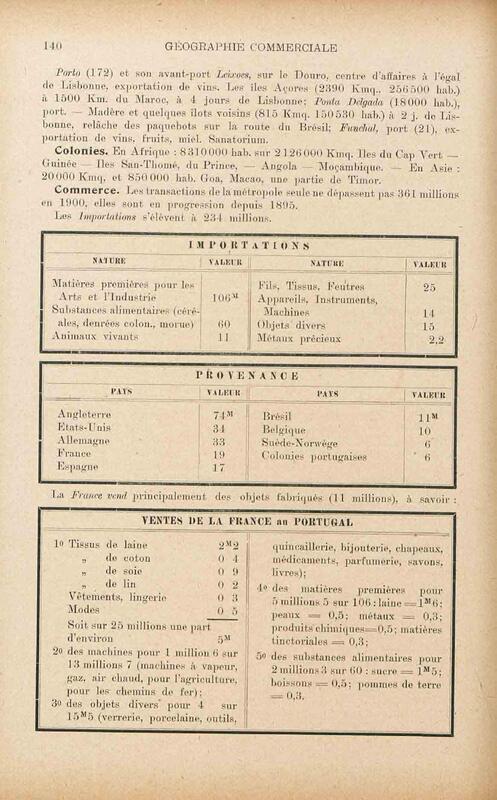 140
GÉOGRAPHIE COMMERCIALE
Porto (172) et son avant-port Leixoes, sur le Douro, centre d'affaires à l'égal
de Lisbonne, exportation de vins. Les îles Açores (2390 Kmq., 256500 hab.)
à 1500 Km. du Maroc, à 4 jours de Lisbonne; Ponta Delgada (18000 hab.),
port. — Madère et quelques îlots voisins (815 Kmq. 150530 hab.) à 2 j. de Lis-
bonne, relâche des paquebots sur la route du Brésil; Funchal, port (21), ex-
portation de vins, fruits, miel. Sanatorium.
Colonies. En Afrique : 8310000 hab. sur 2126000 Kmq. Iles du Cap Vert —
Guinée — Iles San-Thomé, du Prince, — Angola — Moçambique. — En Asie :
20000 Kmq. et 850000 hab. Goa, Macao, une partie de Timor.
Commerce. Les transactions de la métropole seule ne dépassent pas 361 millions
en 1900, elles sont en progression depuis 1895.
Les Importations s'élèvent à 234 millions.
IMPORTATIONS
NATURE VALEUR NATURE VALEUR
Matières premières pour les
Arts et l'Industrie 106M
Substances alimentaires (céré-
ales, denrées colon., morue) 60
Animaux vivants 11
Fils, Tissus, Feutres 25
Appareils, Instruments,
Machines 14
Objets divers 15
Métaux précieux 2,2
PROVENANCE
PAYS VALEUR PAYS VALEUR
Angleterre 74M
Etats-Unis 34
Allemagne 33
France 19
Espagne 17
Brésil 11M
Belgique 10
Suède-Norwège 6
Colonies portugaises 6
La France vend principalement des objets fabriqués (11 millions), à savoir :
VENTES DE LA FRANCE au PORTUGAL
1o Tissus de laine 2M2
„ de coton 0 4
„ de soie 0 9
„ de lin 0 2
Vêtements, lingerie 0 3
Modes 0 5
Soit sur 25 millions une part
d'environ 5M
2o des machines pour 1 million 6 sur
13 millions 7 (machines à vapeur,
gaz, air chaud, pour l'agriculture,
pour les chemins de fer);
3o des objets divers pour 4 sur
15M5 (verrerie, porcelaine, outils,
quincaillerie, bijouterie, chapeaux,
médicaments, parfumerie, savons,
livres);
4o des matières premières pour
5 millions 5 sur 106 : laine = 1M6;
peaux = 0,5; métaux = 0,3;
produits chimiques=0,5; matières
tinctoriales = 0,3;
5o des substances alimentaires pour
2 millions 3 sur 60 : sucre = 1M5;
boissons = 0,5; pommes de terre
= 0,3.